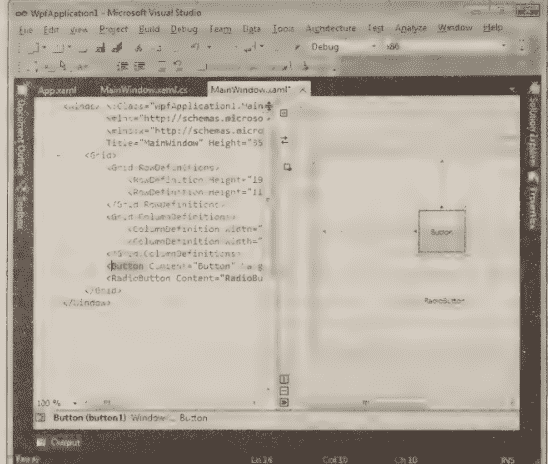 WpfApplication1 - Microsoft Visual Studio
File Edit View Project Build Debug Team Data Tools Architecture Test Analyze Window Help
Debug x86
App.xaml MainWindow.xaml.cs MainWindow.xaml* ×
<Window x:Class="WpfApplication1.Main
xmlns="http://schemas.microso
xmlns:x="http://schemas.micro
Title="MainWindow" Height="35
<Grid>
<Grid.RowDefinitions>
<RowDefinition Height="19
<RowDefinition Height="11
</Grid.RowDefinitions>
<Grid.ColumnDefinitions>
<ColumnDefinition Width="
<ColumnDefinition Width="
</Grid.ColumnDefinitions>
<Button Content="Button"
<RadioButton Content="RadioBu
</Grid>
</Window>
Button
RadioButton
Document Outline
Toolbox
Solution Explorer
Properties
100 %
Button (button1) Window Button
Output
Ready Ln 14 Col 10 Ch 10 INS